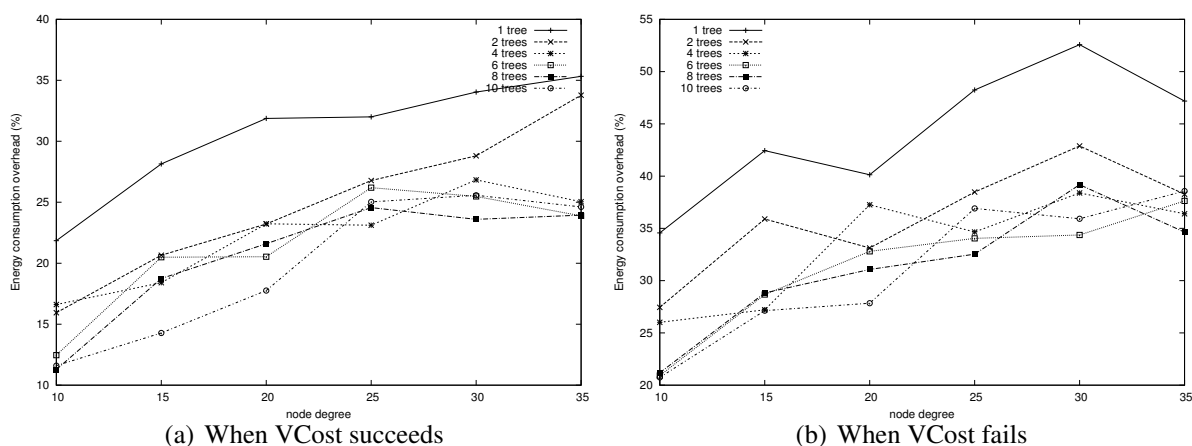 40
35
30
25
20
15
10
10
15
20
25
30
35
Energy consumption overhead (%)
node degree
1 tree
2 trees
4 trees
6 trees
8 trees
10 trees
(a) When VCost succeeds
55
50
45
40
35
30
25
20
10
15
20
25
30
35
Energy consumption overhead (%)
node degree
1 tree
2 trees
4 trees
6 trees
8 trees
10 trees
(b) When VCost fails